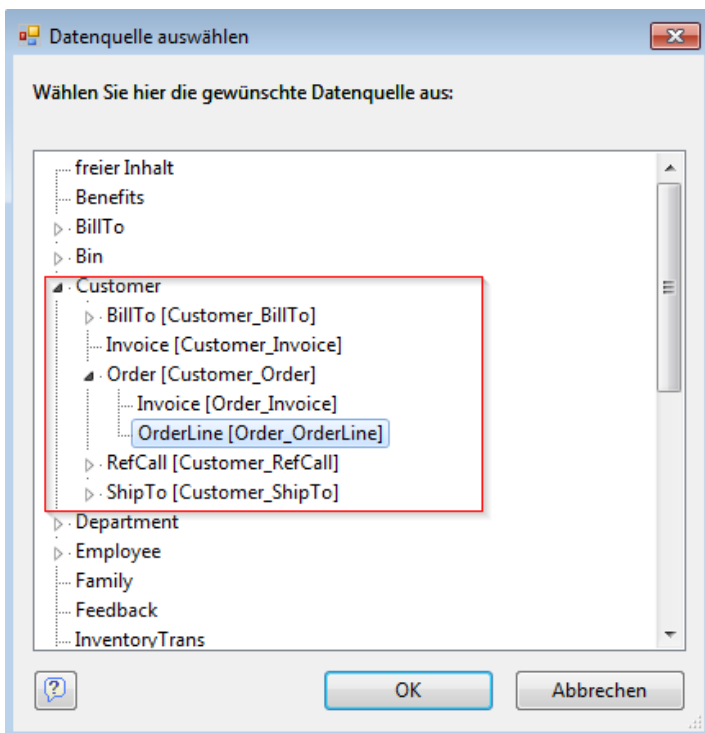 Datenquelle auswählen
Wählen Sie hier die gewünschte Datenquelle aus:
freier Inhalt
Benefits
BillTo
Bin
Customer
BillTo [Customer_BillTo]
Invoice [Customer_Invoice]
Order [Customer_Order]
Invoice [Order_Invoice]
OrderLine [Order_OrderLine]
RefCall [Customer_RefCall]
ShipTo [Customer_ShipTo]
Department
Employee
Family
Feedback
InventoryTrans
? OK Abbrechen